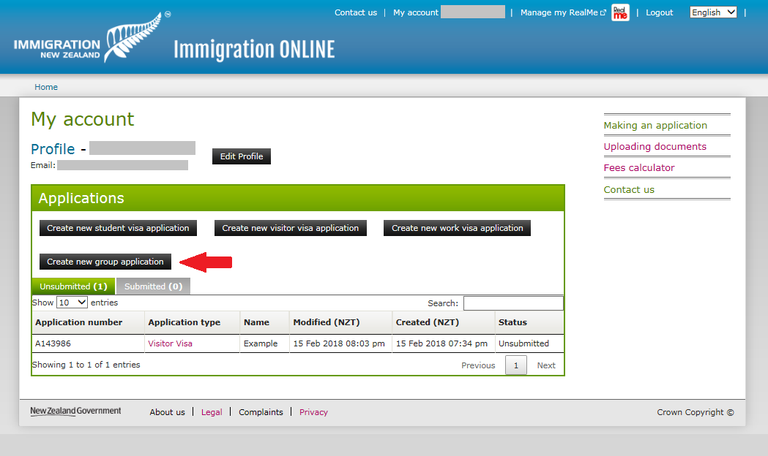 Contact us | My account | Manage my RealMe Real Me | Logout English |
IMMIGRATION
NEW ZEALAND
Immigration ONLINE
Home
My account
Profile -
Edit Profile
Email:
Making an application
Uploading documents
Fees calculator
Contact us
Applications
Create new student visa application Create new visitor visa application Create new work visa application
Create new group application
Unsubmitted (1) Submitted (0)
Show 10 entries Search:
Application number Application type Name Modified (NZT) Created (NZT) Status
A143986 Visitor Visa Example 15 Feb 2018 08:03 pm 15 Feb 2018 07:34 pm Unsubmitted
Showing 1 to 1 of 1 entries Previous 1 Next
New Zealand Government About us | Legal | Complaints | Privacy Crown Copyright ©